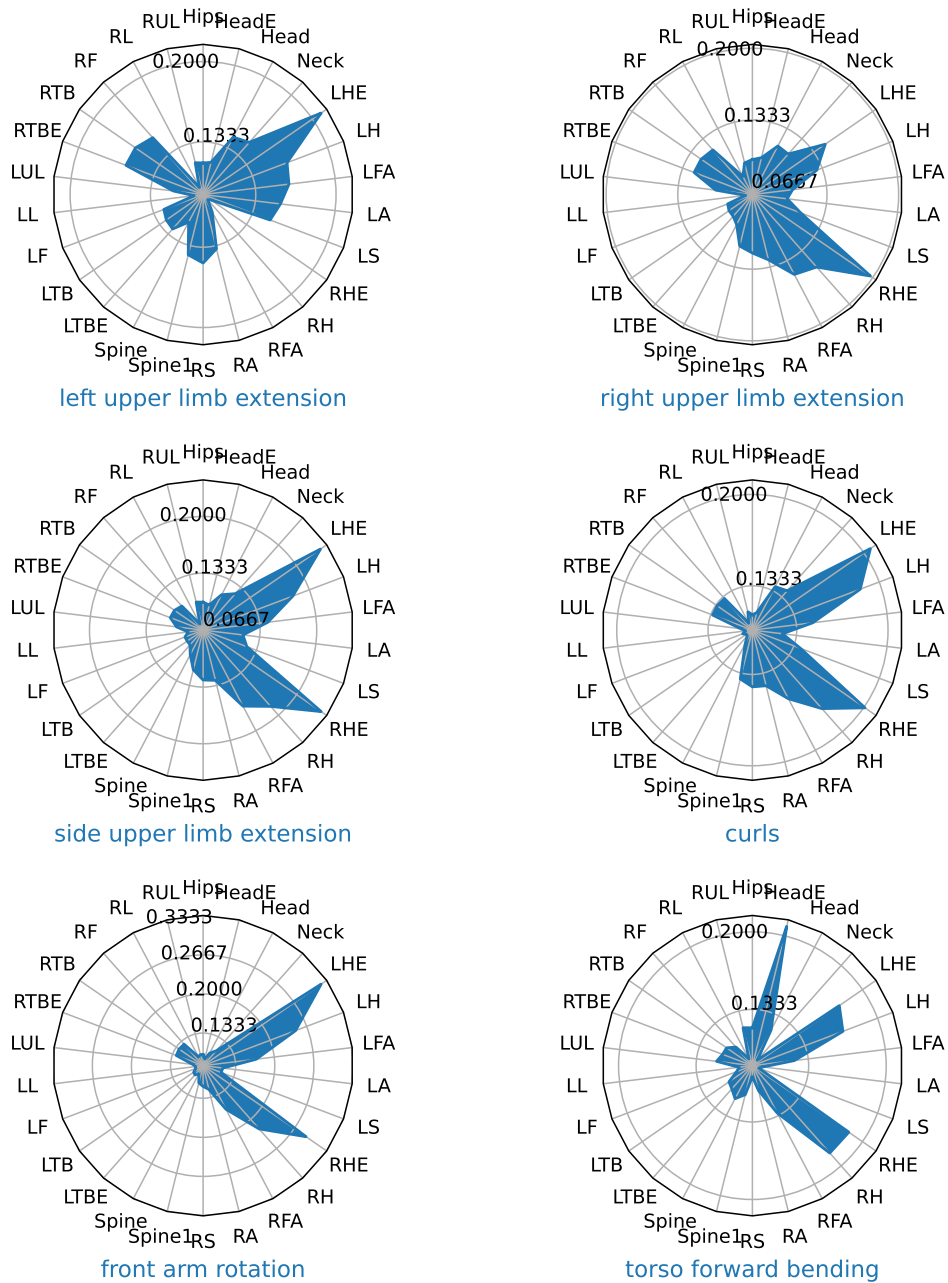 Hips
HeadE
Head
Neck
LHE
LH
LFA
LA
LS
RHE
RH
RFA
RA
RS
Spine1
Spine
LTBE
LTB
LF
LL
LUL
RTBE
RTB
RF
RL
RUL
0.1333
0.2000
left upper limb extension
Hips
HeadE
Head
Neck
LHE
LH
LFA
LA
LS
RHE
RH
RFA
RA
RS
Spine1
Spine
LTBE
LTB
LF
LL
LUL
RTBE
RTB
RF
RL
RUL
0.0667
0.1333
0.2000
right upper limb extension
Hips
HeadE
Head
Neck
LHE
LH
LFA
LA
LS
RHE
RH
RFA
RA
RS
Spine1
Spine
LTBE
LTB
LF
LL
LUL
RTBE
RTB
RF
RL
RUL
0.0667
0.1333
0.2000
side upper limb extension
Hips
HeadE
Head
Neck
LHE
LH
LFA
LA
LS
RHE
RH
RFA
RA
RS
Spine1
Spine
LTBE
LTB
LF
LL
LUL
RTBE
RTB
RF
RL
RUL
0.1333
0.2000
curls
Hips
HeadE
Head
Neck
LHE
LH
LFA
LA
LS
RHE
RH
RFA
RA
RS
Spine1
Spine
LTBE
LTB
LF
LL
LUL
RTBE
RTB
RF
RL
RUL
0.1333
0.2000
0.2667
0.3333
front arm rotation
Hips
HeadE
Head
Neck
LHE
LH
LFA
LA
LS
RHE
RH
RFA
RA
RS
Spine1
Spine
LTBE
LTB
LF
LL
LUL
RTBE
RTB
RF
RL
RUL
0.1333
0.2000
torso forward bending